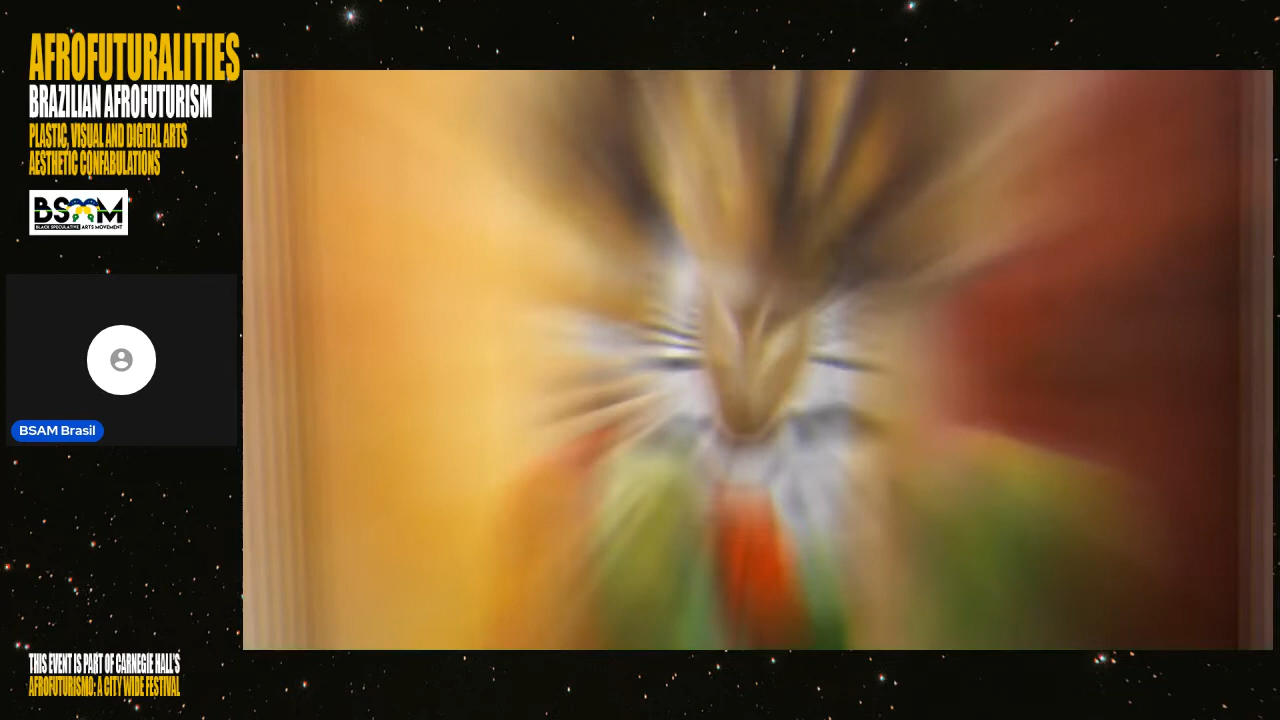 AFROFUTURALITIES
BRAZILIAN AFROFUTURISM
PLASTIC, VISUAL AND DIGITAL ARTS
AESTHETIC CONFABULATIONS
BSAM
BLACK SPECULATIVE ARTS MOVEMENT
BSAM Brasil
THIS EVENT IS PART OF CARNEGIE HALL'S
AFROFUTURISMO: A CITY WIDE FESTIVAL